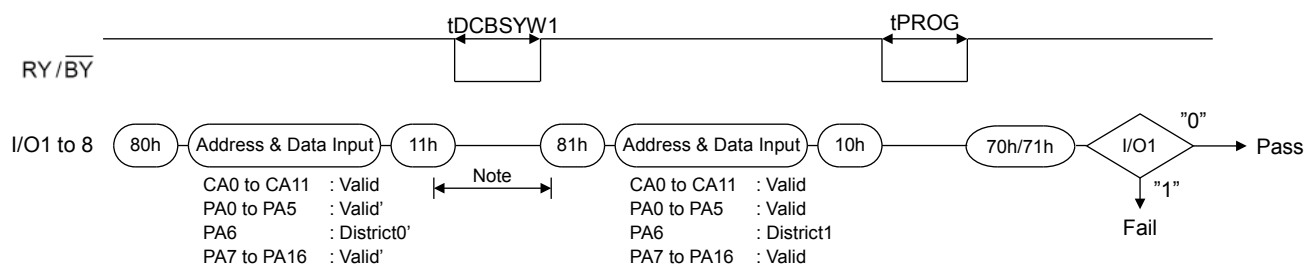 tDCBSYW1
tPROG
RY/BY
I/O1 to 8
80h
Address & Data Input
11h
81h
Address & Data Input
10h
70h/71h
I/O1
"0"
Pass
"1"
Fail
Note
CA0 to CA11 : Valid
PA0 to PA5 : Valid'
PA6 : District0'
PA7 to PA16 : Valid'
CA0 to CA11 : Valid
PA0 to PA5 : Valid
PA6 : District1
PA7 to PA16 : Valid